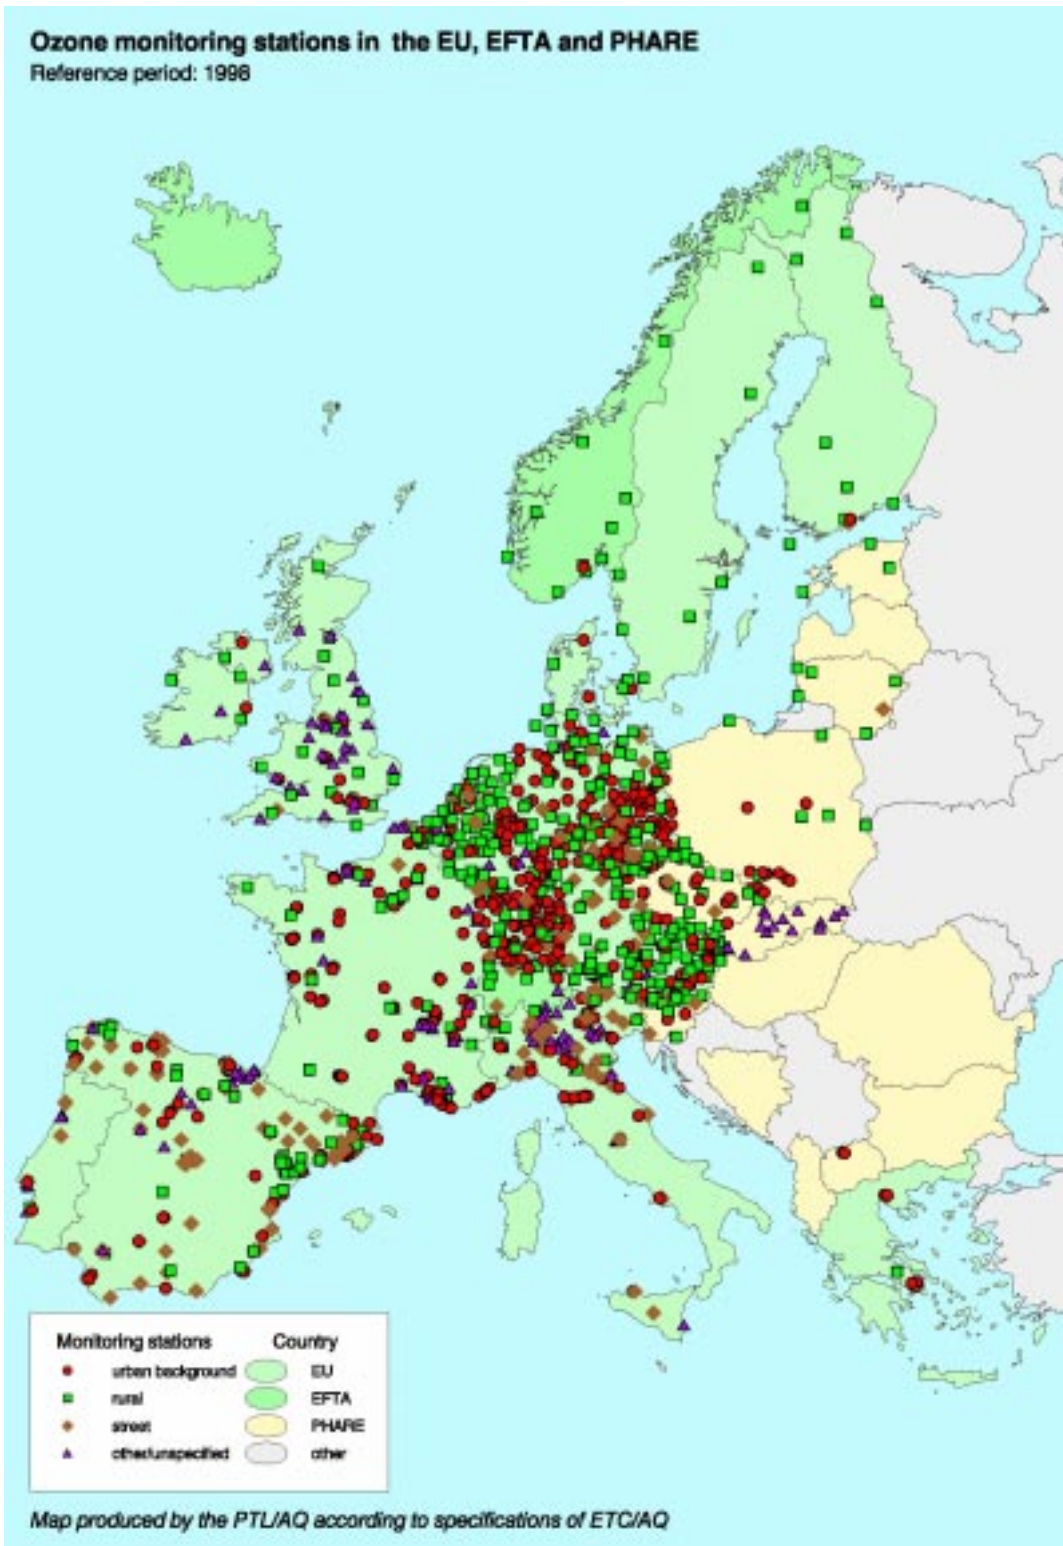 Ozone monitoring stations in the EU, EFTA and PHARE
Reference period: 1998
Monitoring stations
urban background
rural
street
other/unspecified
Country
EU
EFTA
PHARE
other
Map produced by the PTL/AQ according to specifications of ETC/AQ